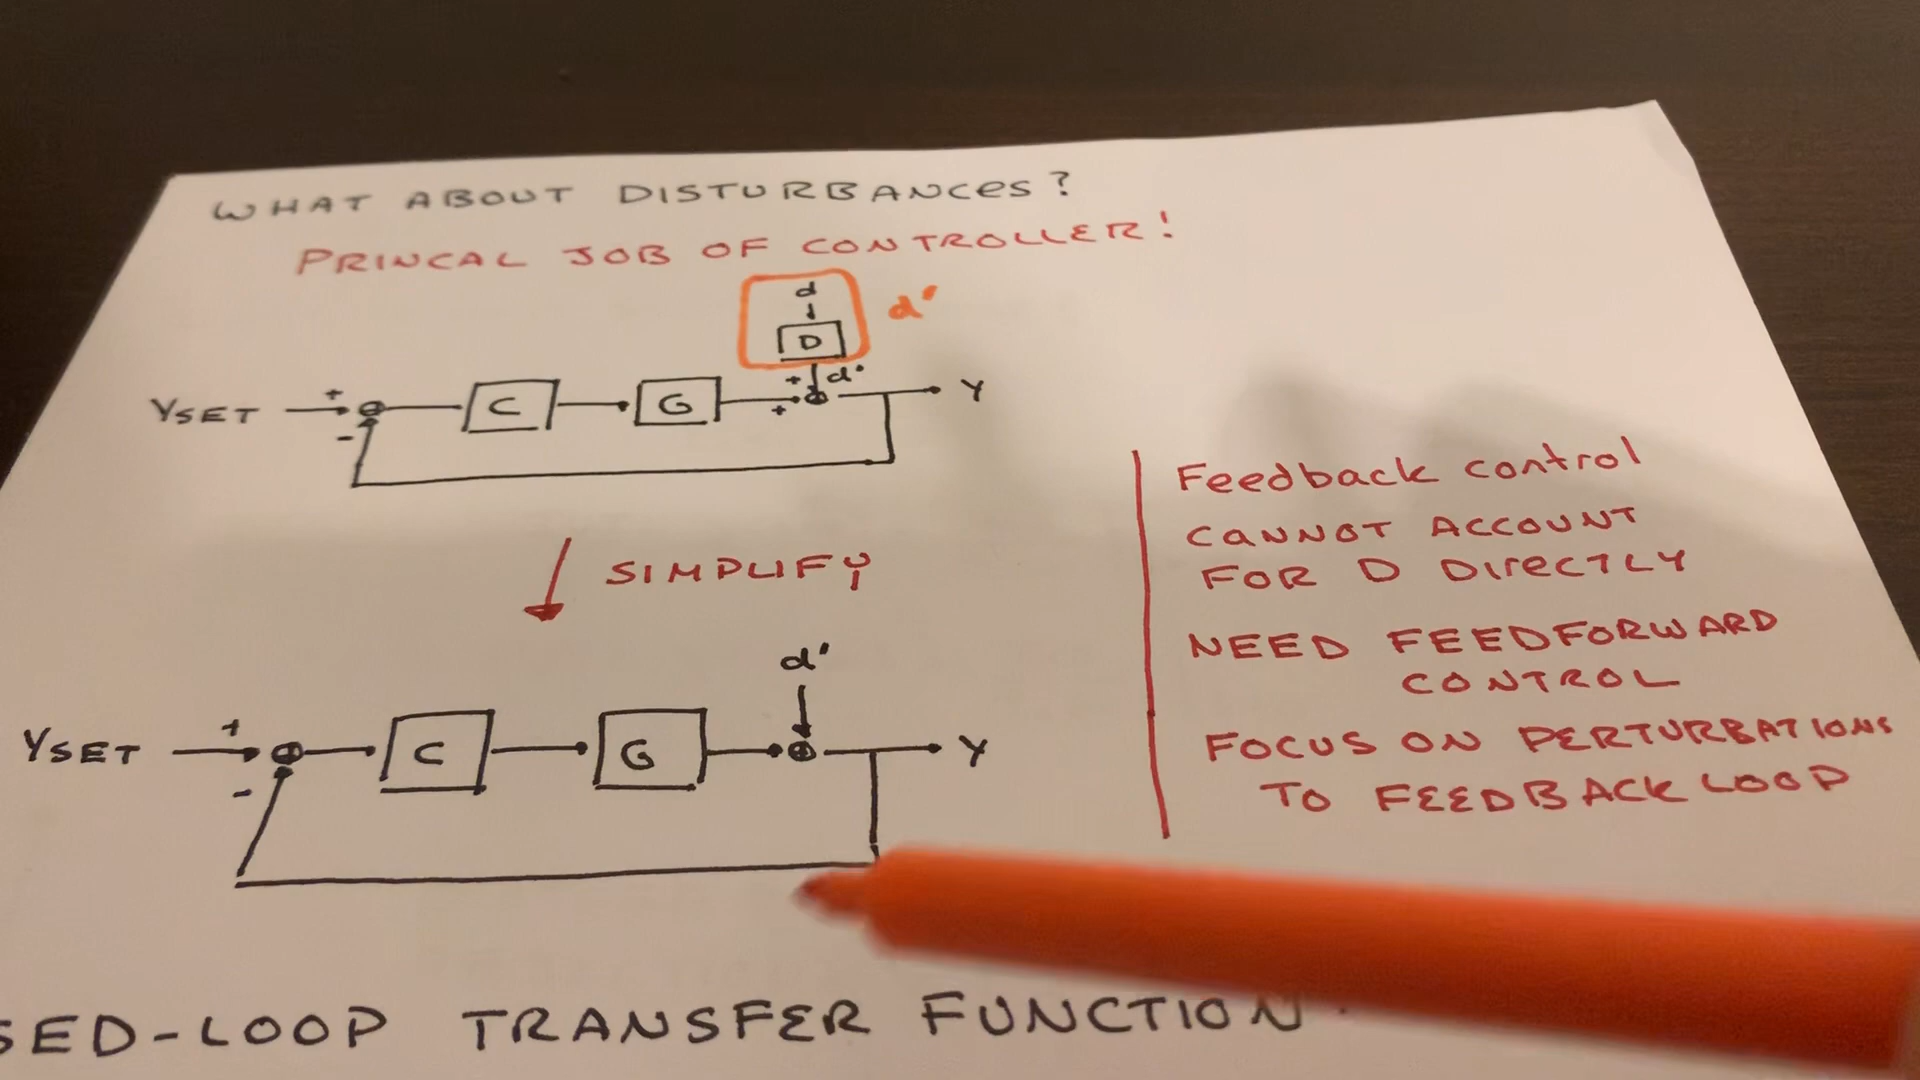 WHAT ABOUT DISTURBANCes?
PRINCAL JOB OF CONTROLLER!
d
d'
D
+ d'
YSET + - C G + Y
SIMPLIFY
d'
YSET + - C G Y
Feedback control
CANNOT ACCOUNT
FOR D DIrecTLY
NEED FEEDFORWARD
CONTROL
FOCUS ON PERTURBATIONS
TO FEEDBACK LOOP
SED-LOOP TRANSFER FUNCTION